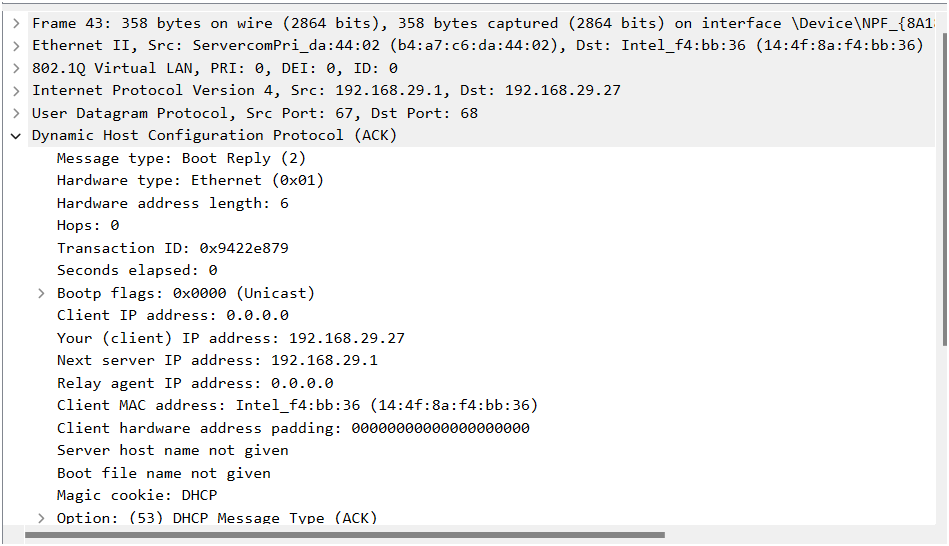 Frame 43: 358 bytes on wire (2864 bits), 358 bytes captured (2864 bits) on interface \Device\NPF_{8A18
Ethernet II, Src: ServercomPri_da:44:02 (b4:a7:c6:da:44:02), Dst: Intel_f4:bb:36 (14:4f:8a:f4:bb:36)
802.1Q Virtual LAN, PRI: 0, DEI: 0, ID: 0
Internet Protocol Version 4, Src: 192.168.29.1, Dst: 192.168.29.27
User Datagram Protocol, Src Port: 67, Dst Port: 68
Dynamic Host Configuration Protocol (ACK)
Message type: Boot Reply (2)
Hardware type: Ethernet (0x01)
Hardware address length: 6
Hops: 0
Transaction ID: 0x9422e879
Seconds elapsed: 0
Bootp flags: 0x0000 (Unicast)
Client IP address: 0.0.0.0
Your (client) IP address: 192.168.29.27
Next server IP address: 192.168.29.1
Relay agent IP address: 0.0.0.0
Client MAC address: Intel_f4:bb:36 (14:4f:8a:f4:bb:36)
Client hardware address padding: 00000000000000000000
Server host name not given
Boot file name not given
Magic cookie: DHCP
Option: (53) DHCP Message Type (ACK)